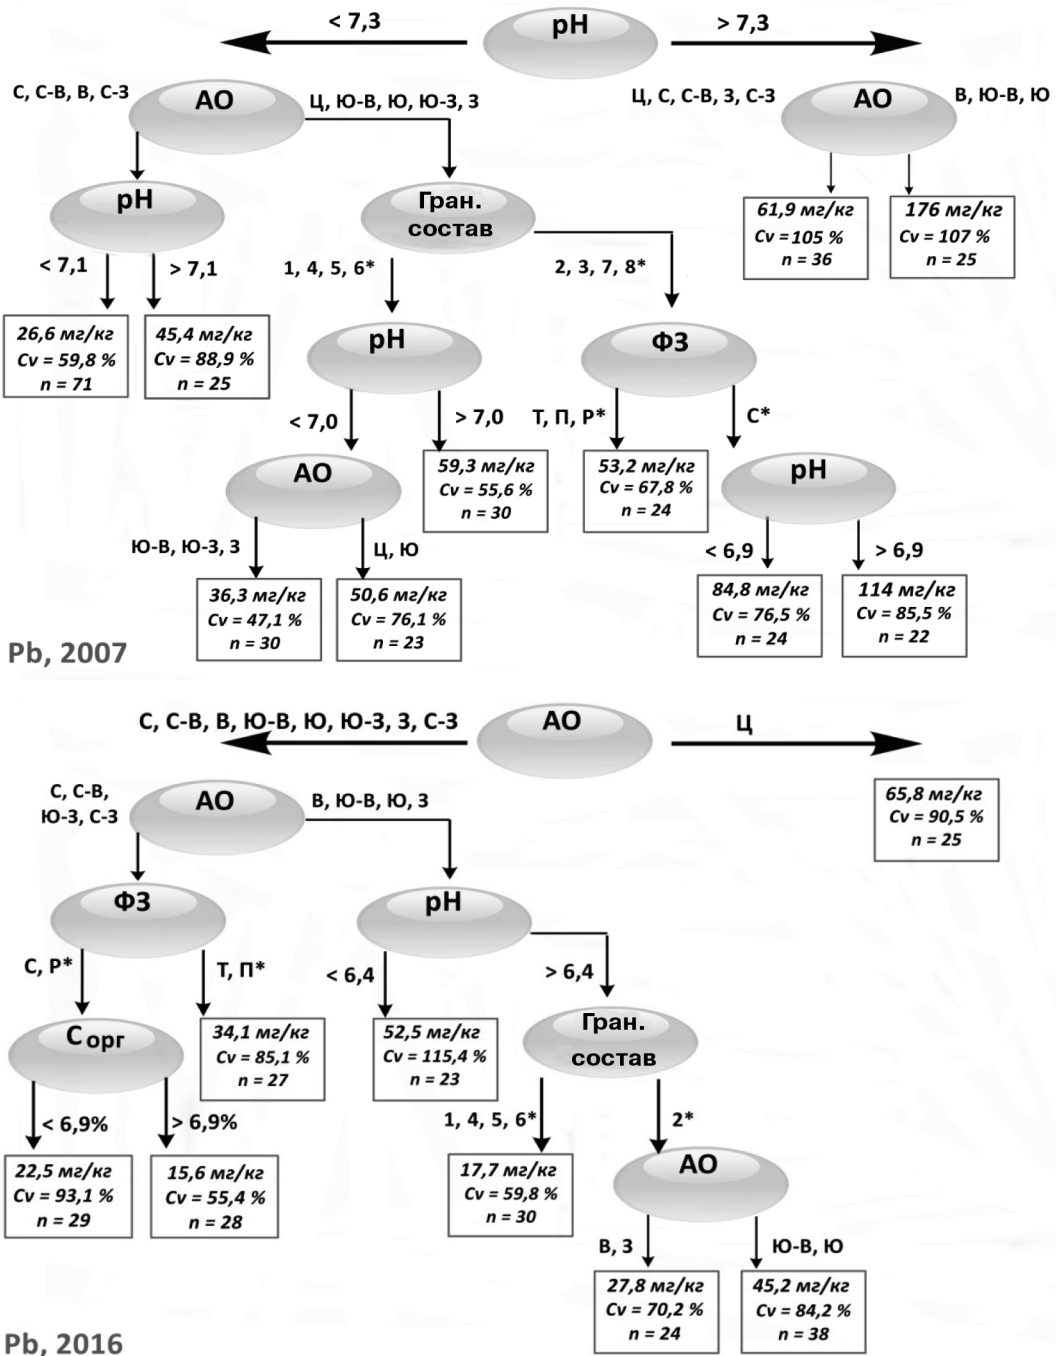 < 7,3
pH
> 7,3
С, С-В, В, С-З
АО
Ц, Ю-В, Ю, Ю-З, З
Ц, С, С-В, З, С-З
АО
В, Ю-В, Ю
pH
Гран.
состав
61,9 мг/кг
Cv = 105 %
n = 36
176 мг/кг
Cv = 107 %
n = 25
< 7,1
> 7,1
1, 4, 5, 6*
2, 3, 7, 8*
26,6 мг/кг
Cv = 59,8 %
n = 71
45,4 мг/кг
Cv = 88,9 %
n = 25
pH
ФЗ
< 7,0
> 7,0
Т, П, Р*
С*
АО
59,3 мг/кг
Cv = 55,6 %
n = 30
53,2 мг/кг
Cv = 67,8 %
n = 24
pH
Ю-В, Ю-З, З
Ц, Ю
< 6,9
> 6,9
36,3 мг/кг
Cv = 47,1 %
n = 30
50,6 мг/кг
Cv = 76,1 %
n = 23
84,8 мг/кг
Cv = 76,5 %
n = 24
114 мг/кг
Cv = 85,5 %
n = 22
Pb, 2007
С, С-В, В, Ю-В, Ю, Ю-З, З, С-З
АО
Ц
С, С-В,
Ю-З, С-З
АО
В, Ю-В, Ю, З
65,8 мг/кг
Cv = 90,5 %
n = 25
ФЗ
pH
С, Р*
Т, П*
< 6,4
> 6,4
С орг
34,1 мг/кг
Cv = 85,1 %
n = 27
52,5 мг/кг
Cv = 115,4 %
n = 23
Гран.
состав
< 6,9%
> 6,9%
1, 4, 5, 6*
2*
22,5 мг/кг
Cv = 93,1 %
n = 29
15,6 мг/кг
Cv = 55,4 %
n = 28
17,7 мг/кг
Cv = 59,8 %
n = 30
АО
В, З
Ю-В, Ю
27,8 мг/кг
Cv = 70,2 %
n = 24
45,2 мг/кг
Cv = 84,2 %
n = 38
Pb, 2016